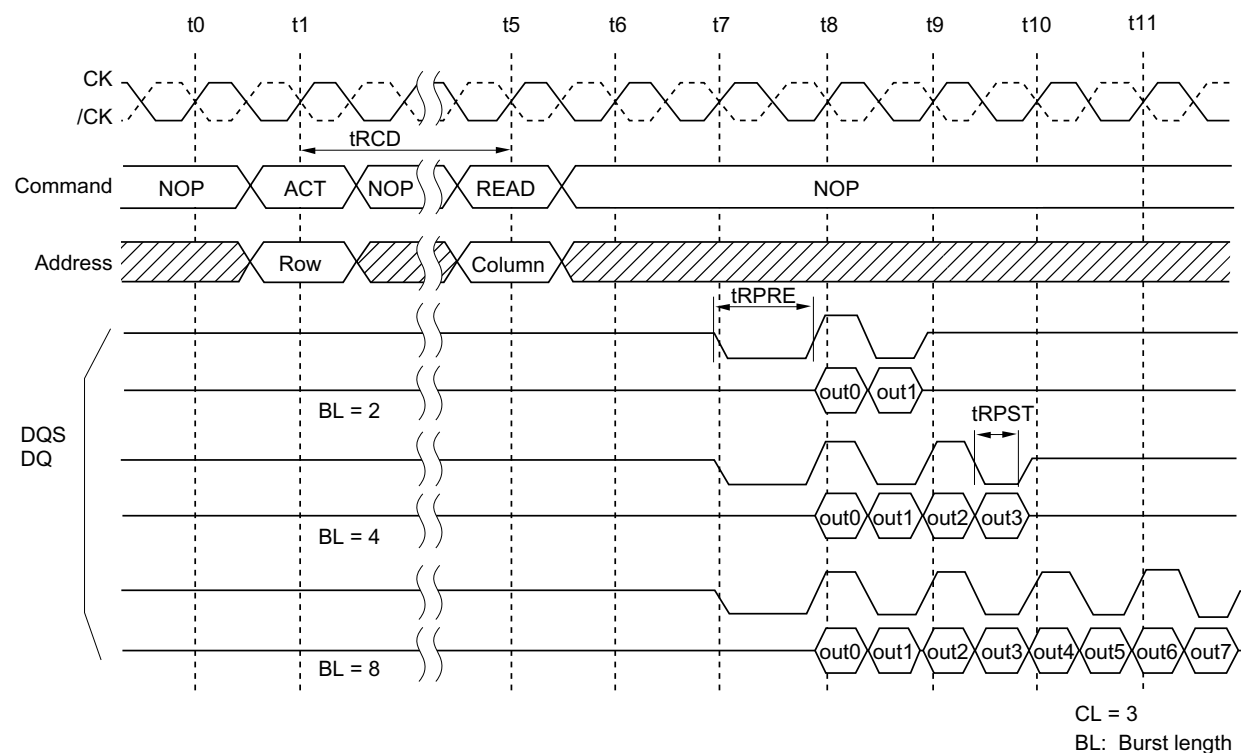 t0 t1 t5 t6 t7 t8 t9 t10 t11
CK
/CK
tRCD
Command NOP ACT NOP READ NOP
Address Row Column
tRPRE
out0 out1
BL = 2
tRPST
DQS
DQ
out0 out1 out2 out3
BL = 4
out0 out1 out2 out3 out4 out5 out6 out7
BL = 8
CL = 3
BL: Burst length